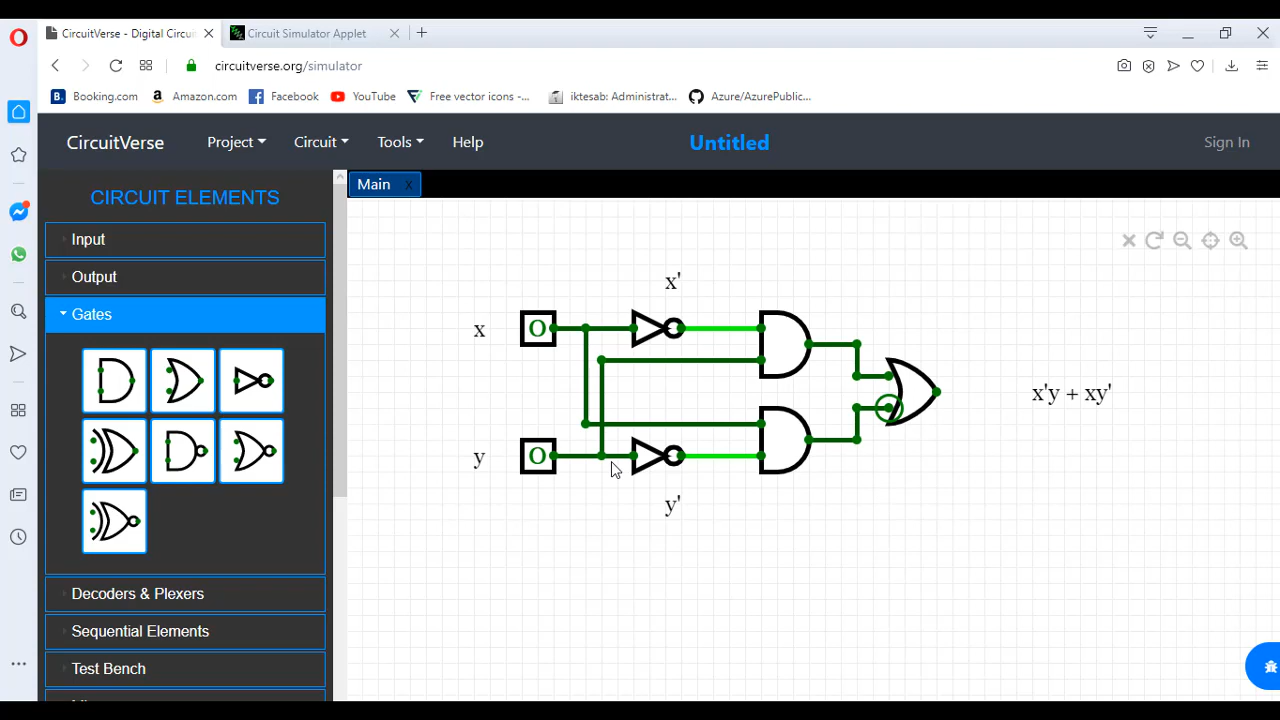 CircuitVerse - Digital Circui
Circuit Simulator Applet
circuitverse.org/simulator
B. Booking.com
a Amazon.com
Facebook
YouTube
Free vector icons -...
iktesab: Administrat...
Azure/AzurePublic...
CircuitVerse
Project
Circuit
Tools
Help
Untitled
Sign In
CIRCUIT ELEMENTS
Input
Output
Gates
Decoders & Plexers
Sequential Elements
Test Bench
Main x
x'
x
0
y
0
y'
x'y + xy'